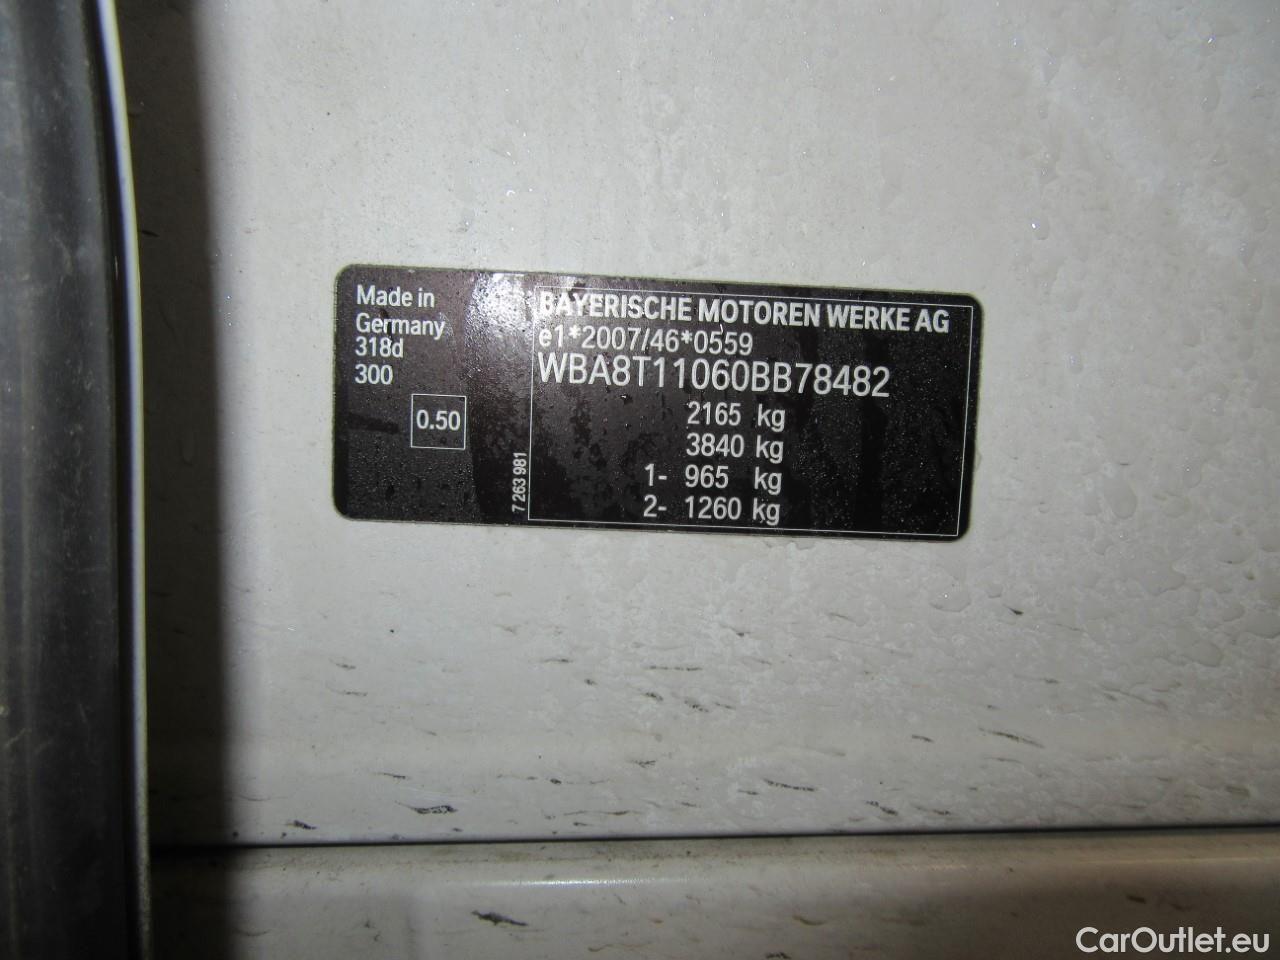 Made in
Germany
318d
300
0.50
7 263 981
BAYERISCHE MOTOREN WERKE AG
e1*2007/46*0559
WBA8T11060BB78482
2165 kg
3840 kg
1- 965 kg
2- 1260 kg
CarOutlet.eu